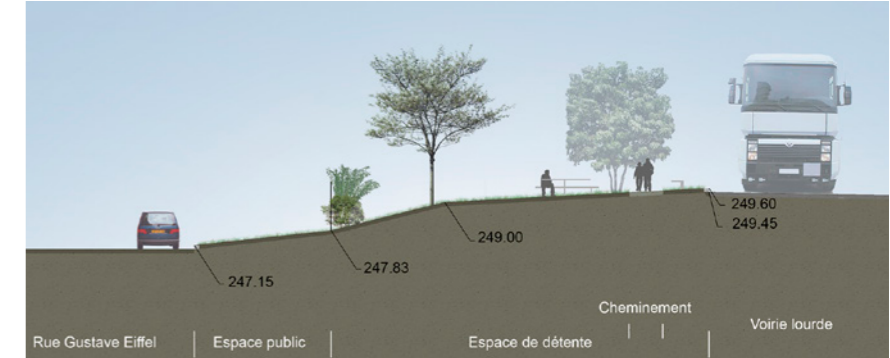 249.60
249.45
249.00
247.83
247.15
Cheminement
Rue Gustave Eiffel
Espace public
Espace de détente
Voirie lourde